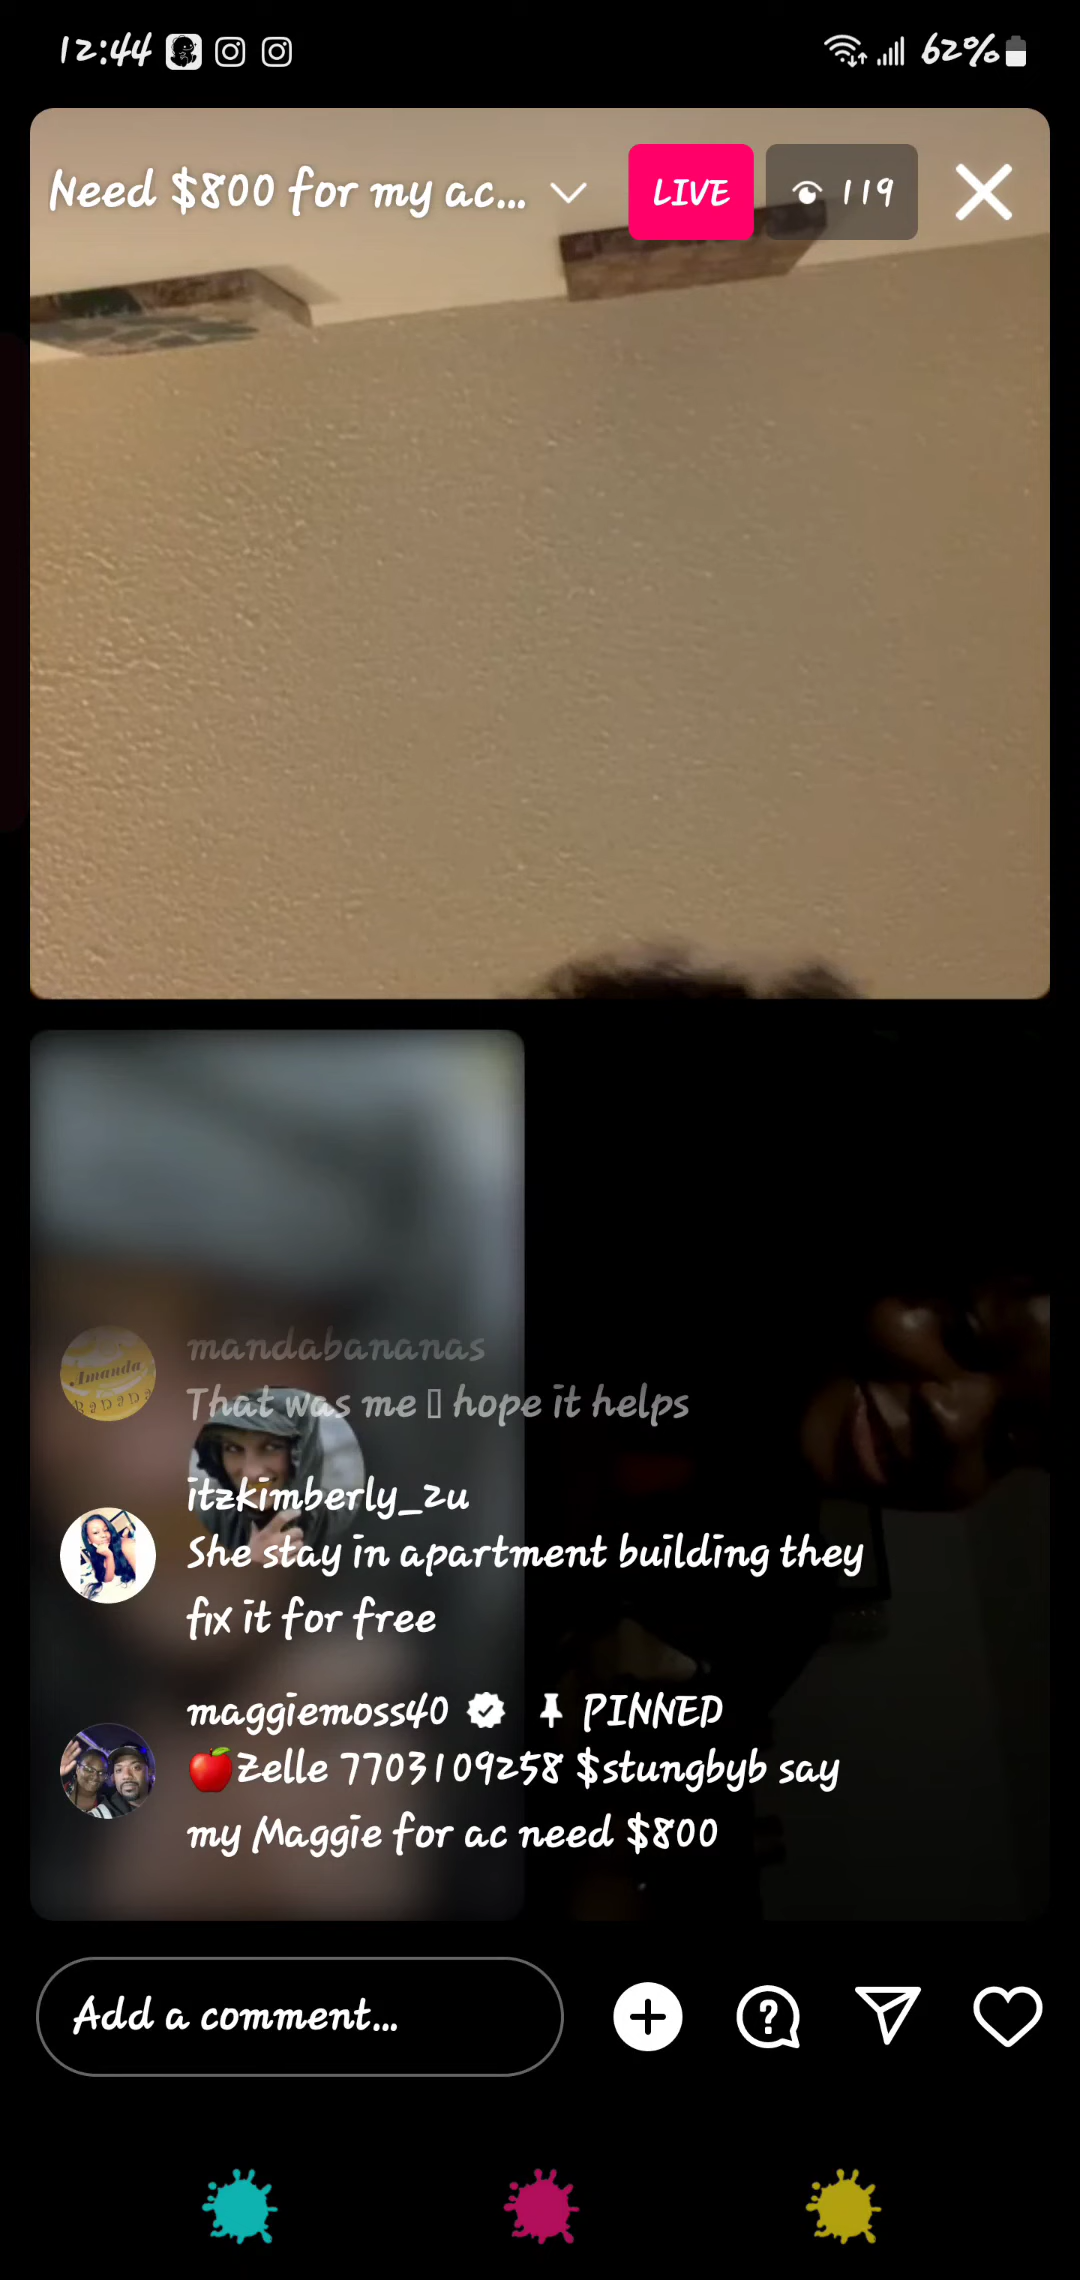 12:44
62%
Need $800 for my ac...
LIVE
119
mandabananas
That was me ▯ hope it helps
Amanda
itzkimberly_2u
She stay in apartment building they
fix it for free
maggiemoss40 PINNED
🍎Zelle 7703109258 $stungbyb say
my Maggie for ac need $800
Add a comment...